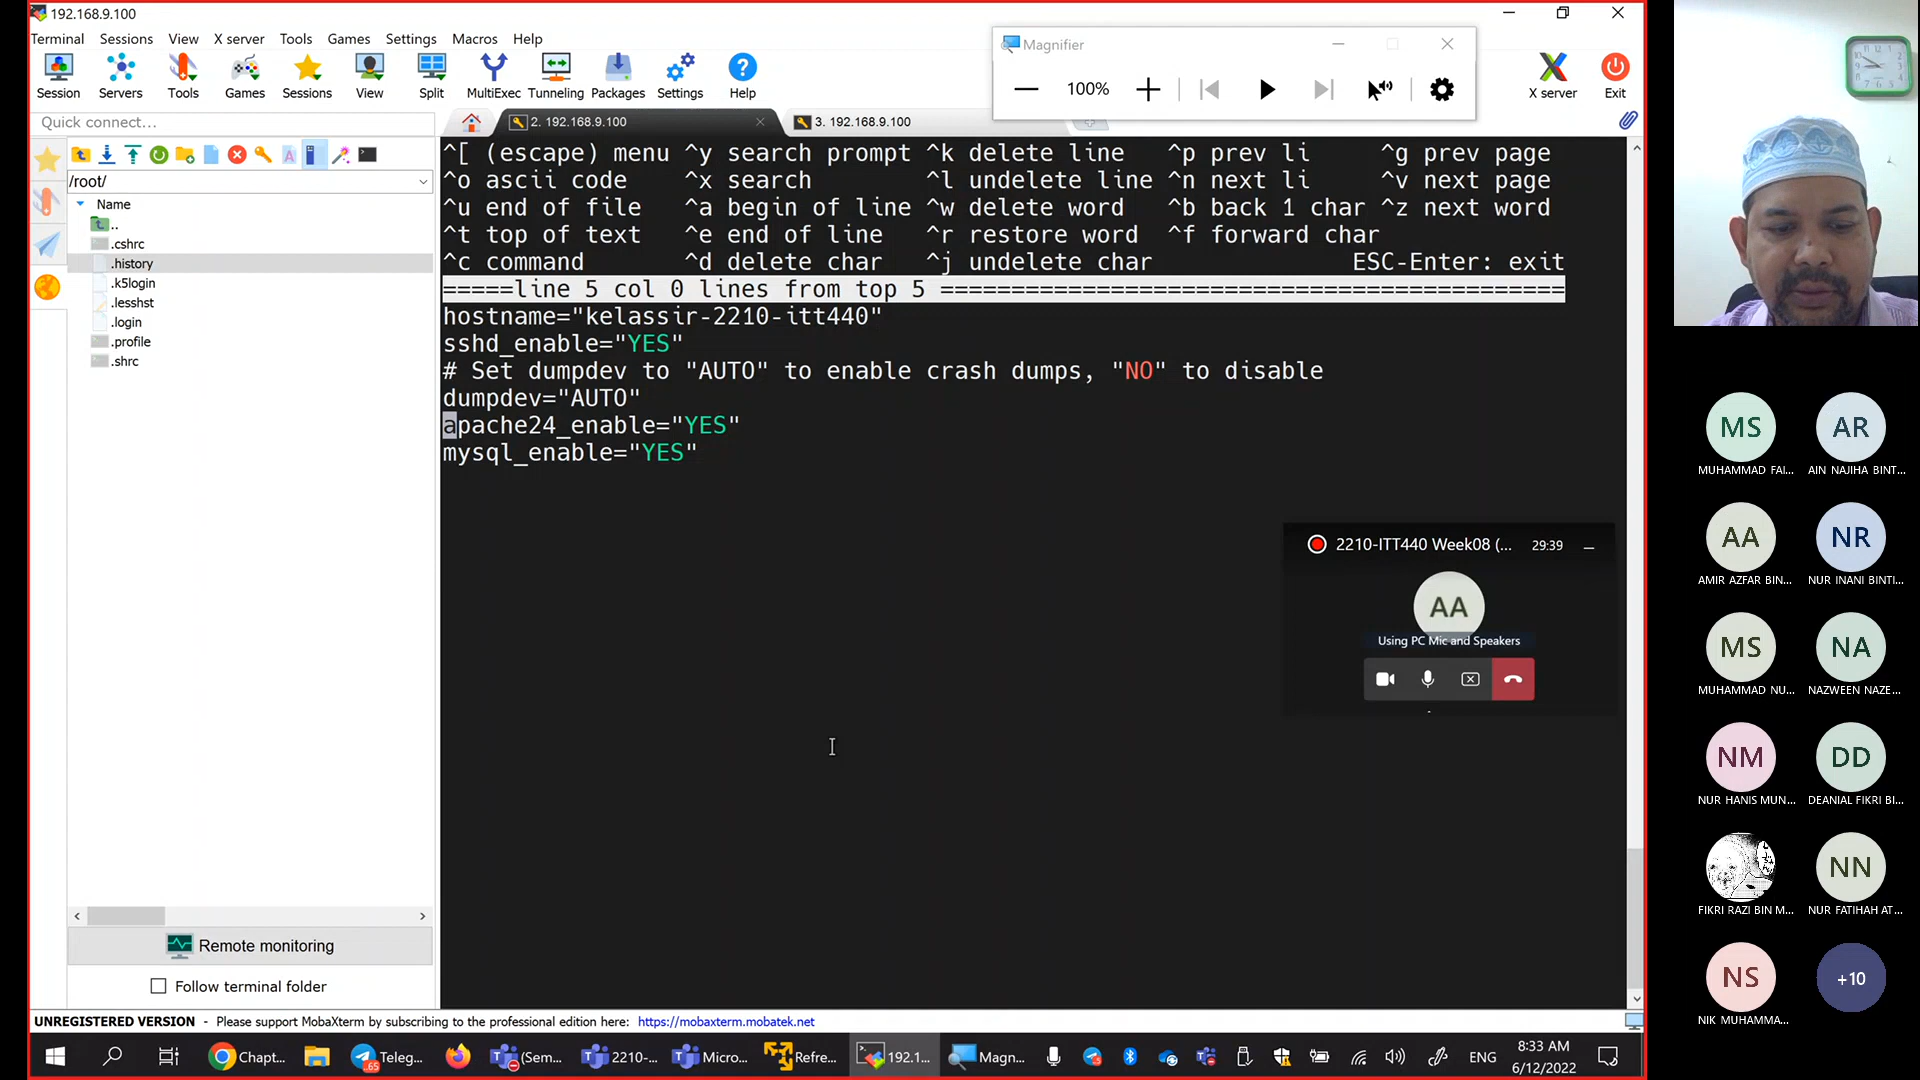 192.168.9.100
Terminal Sessions View X server Tools Games Settings Macros Help
Session Servers Tools Games Sessions View Split MultiExec Tunneling Packages Settings Help
X server Exit
Magnifier
100%
Quick connect...
2. 192.168.9.100
3. 192.168.9.100
/root/
Name
..
.cshrc
.history
.k5login
.lesshst
.login
.profile
.shrc
Remote monitoring
Follow terminal folder
^[ (escape) menu ^y search prompt ^k delete line ^p prev li ^g prev page
^o ascii code ^x search ^l undelete line ^n next li ^v next page
^u end of file ^a begin of line ^w delete word ^b back 1 char ^z next word
^t top of text ^e end of line ^r restore word ^f forward char
^c command ^d delete char ^j undelete char ESC-Enter: exit
=====line 5 col 0 lines from top 5 ============================================
hostname="kelassir-2210-itt440"
sshd_enable="YES"
# Set dumpdev to "AUTO" to enable crash dumps, "NO" to disable
dumpdev="AUTO"
apache24_enable="YES"
mysql_enable="YES"
2210-ITT440 Week08 (... 29:39
AA
Using PC Mic and Speakers
UNREGISTERED VERSION - Please support MobaXterm by subscribing to the professional edition here: https://mobaxterm.mobatek.net
Chapt... Teleg... 65 (Sem... 2210-... Micro... Refre... 192.1... Magn... ENG
8:33 AM
6/12/2022
MS AR
MUHAMMAD FAI... AIN NAJIHA BINT...
AA NR
AMIR AZFAR BIN... NUR INANI BINTI...
MS NA
MUHAMMAD NU... NAZWEEN NAZE...
NM DD
NUR HANIS MUN... DEANIAL FIKRI BI...
NN
FIKRI RAZI BIN M... NUR FATIHAH AT...
NS +10
NIK MUHAMMA...